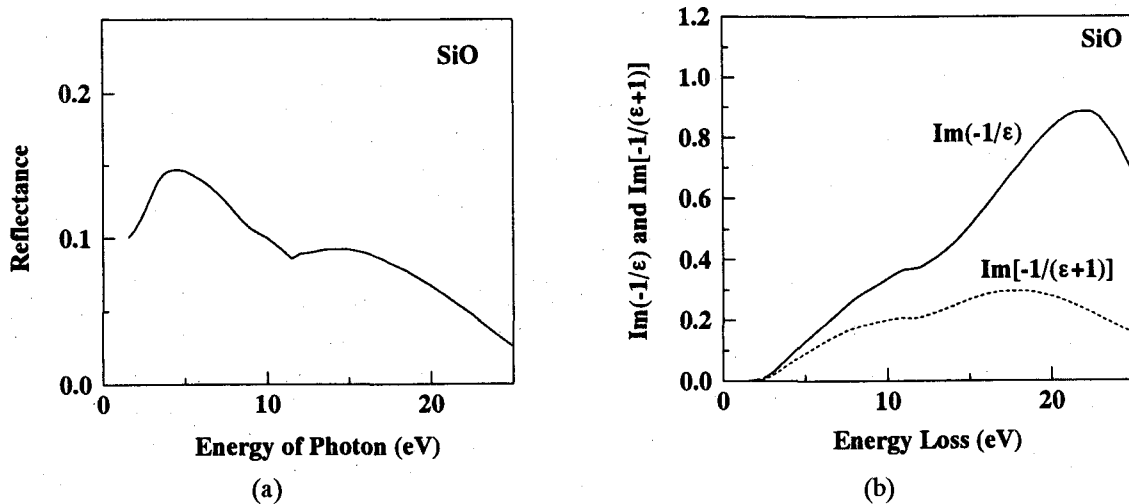 SiO
0.2
0.1
0.0
0
10
20
Reflectance
Energy of Photon (eV)
(a)
SiO
1.2
1.0
0.8
0.6
0.4
0.2
0.0
0
10
20
Im(-1/ε)
Im[-1/(ε+1)]
Im(-1/ε) and Im[-1/(ε+1)]
Energy Loss (eV)
(b)